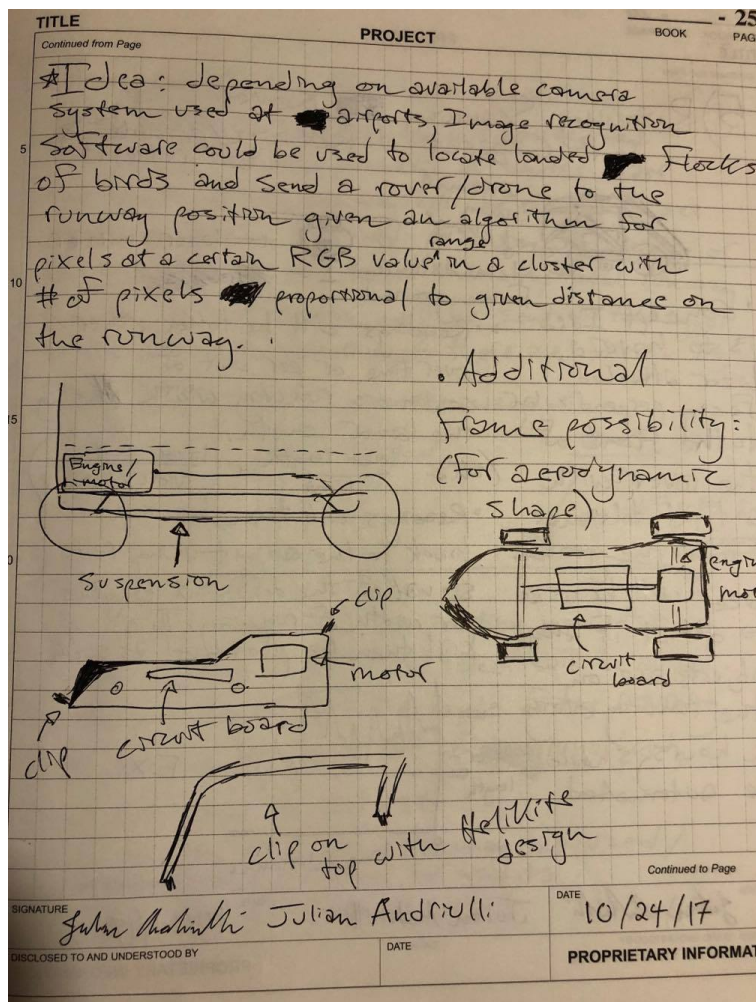 TITLE
PROJECT
- 25
BOOK
PAG
Continued from Page
*Idea: depending on available camera
system used at airports, Image recognition
5
Software could be used to locate landed Flocks
of birds and send a rover/drone to the
runway position given an algorithm for
range
pixels at a certain RGB value^ in a cluster with
10
# of pixels proportional to given distance on
the runway.
• Additional
15
Frame possibility:
(for aerodynamic
shape)
Engine/
motor
suspension
engin
mot
circuit
board
clip
motor
clip
circuit board
clip on
top with HeliKite
design
Continued to Page
SIGNATURE
Julian Andriulli
DATE
10/24/17
DISCLOSED TO AND UNDERSTOOD BY
DATE
PROPRIETARY INFORMAT